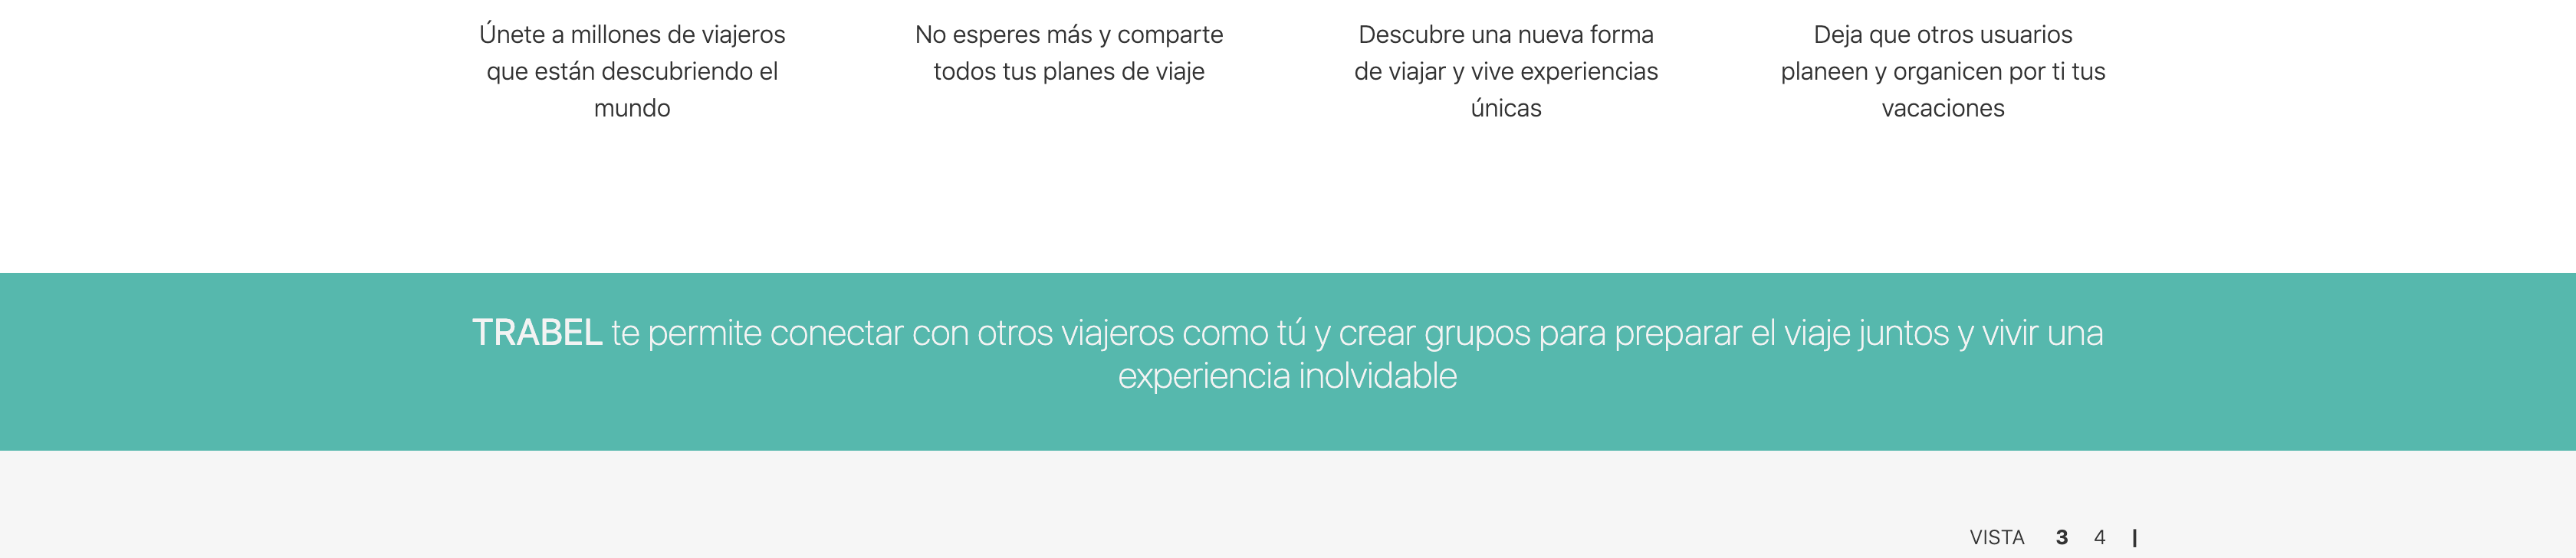 Únete a millones de viajeros
que están descubriendo el
mundo
No esperes más y comparte
todos tus planes de viaje
Descubre una nueva forma
de viajar y vive experiencias
únicas
Deja que otros usuarios
planeen y organicen por ti tus
vacaciones
TRABEL te permite conectar con otros viajeros como tú y crear grupos para preparar el viaje juntos y vivir una
experiencia inolvidable
VISTA 3 4 |